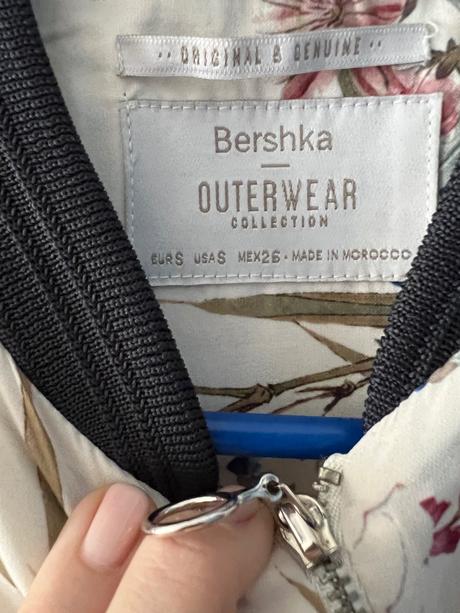 ·· ORIGINAL & GENUINE ··
Bershka
OUTERWEAR
COLLECTION
EUR S USA S MEX 26 · MADE IN MOROCCO